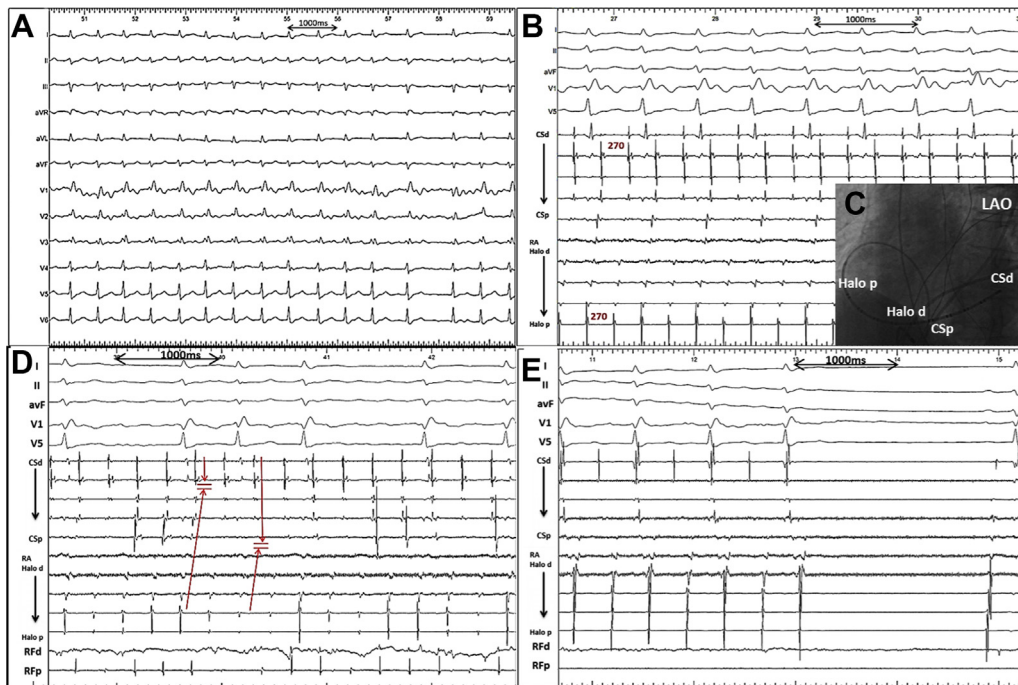 A
51 52 53 54 55 56 57 58 59
1000ms
I
II
III
aVR
aVL
aVF
V1
V2
V3
V4
V5
V6
B
27 28 29 30
1000ms
I
II
aVF
V1
V5
CSd
270
CSp
RA
Halo d
270
Halo p
C
LAO
Halo p
CSd
Halo d
CSp
D
40 41 42
1000ms
I
II
avF
V1
V5
CSd
CSp
RA
Halo d
Halo p
RFd
RFp
E
11 12 13 14 15
1000ms
I
II
avF
V1
V5
CSd
CSp
RA
Halo d
Halo p
RFd
RFp